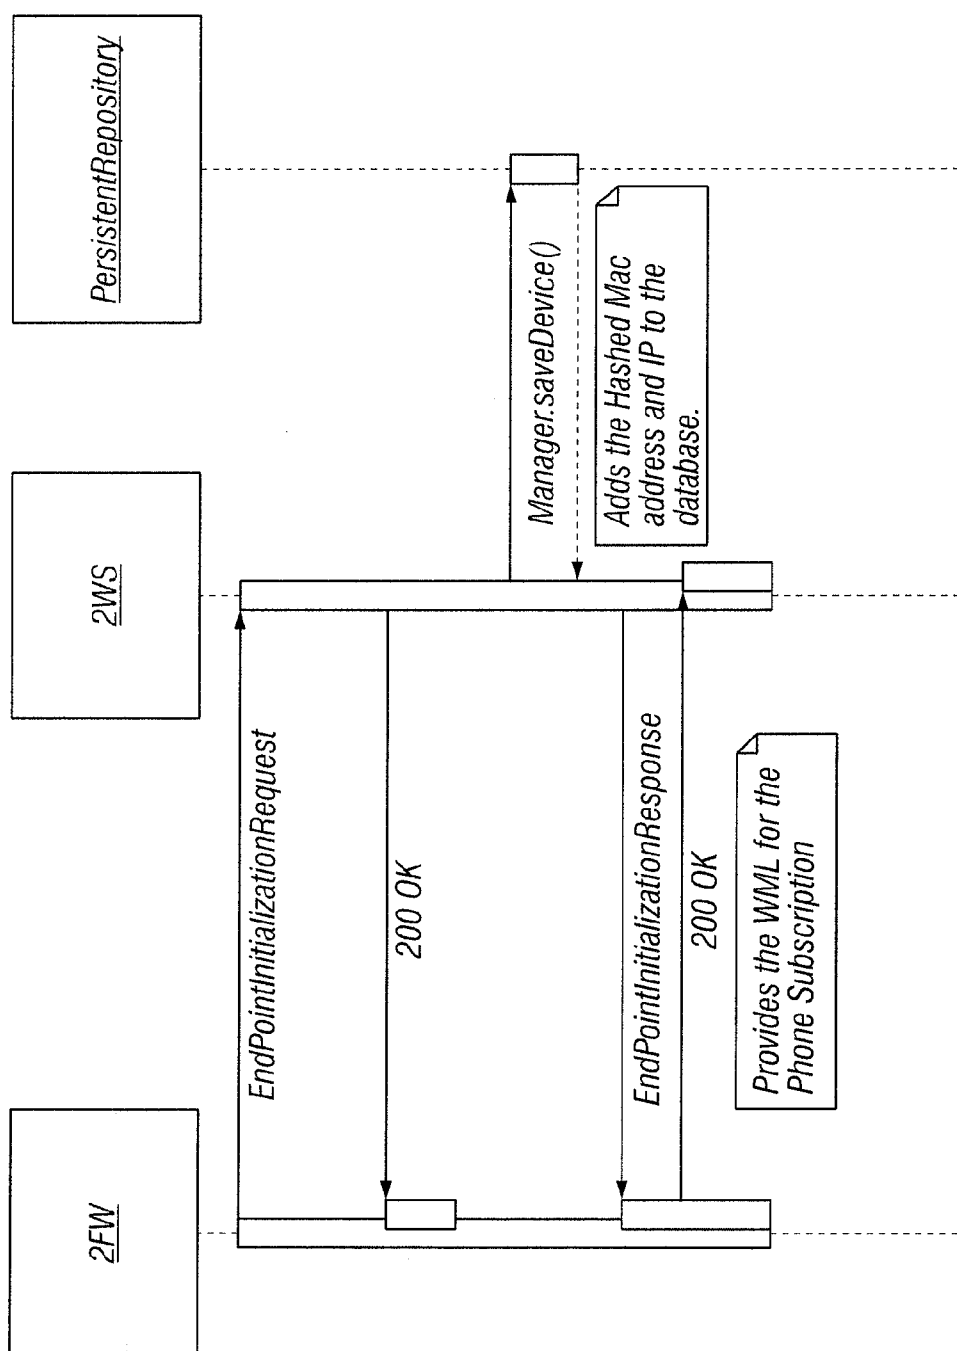 2FW
2WS
PersistentRepository
EndPointInitializationRequest
200 OK
Manager.saveDevice()
Adds the Hashed Mac
address and IP to the
database.
EndPointInitializationResponse
200 OK
Provides the WML for the
Phone Subscription